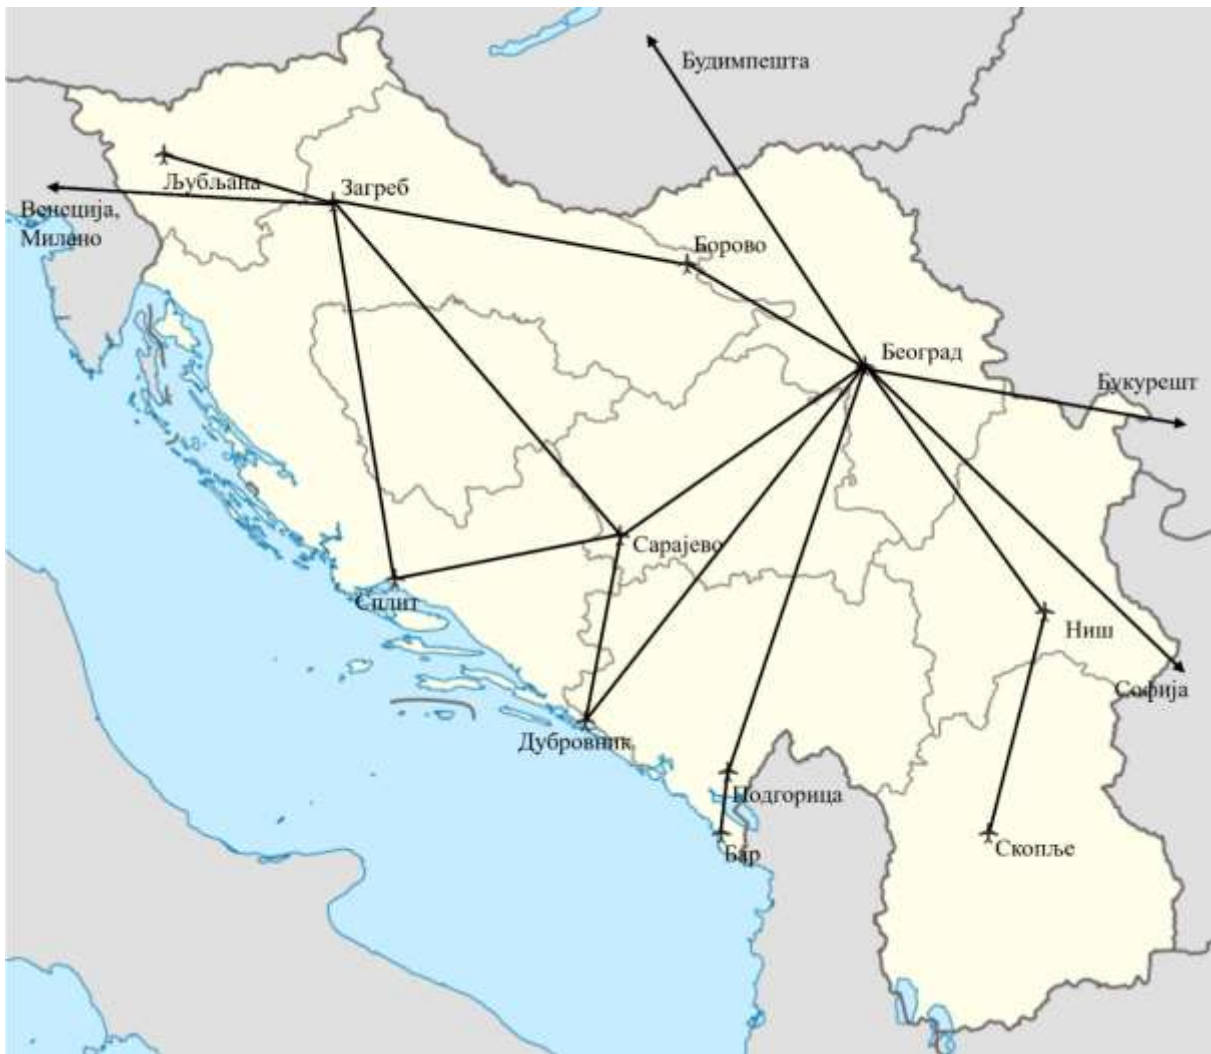 Будимпешта
Љубљана
Загреб
Венеција,
Милано
Борово
Београд
Букурешт
Сарајево
Сплит
Ниш
Софија
Дубровник
Подгорица
Бар
Скопље